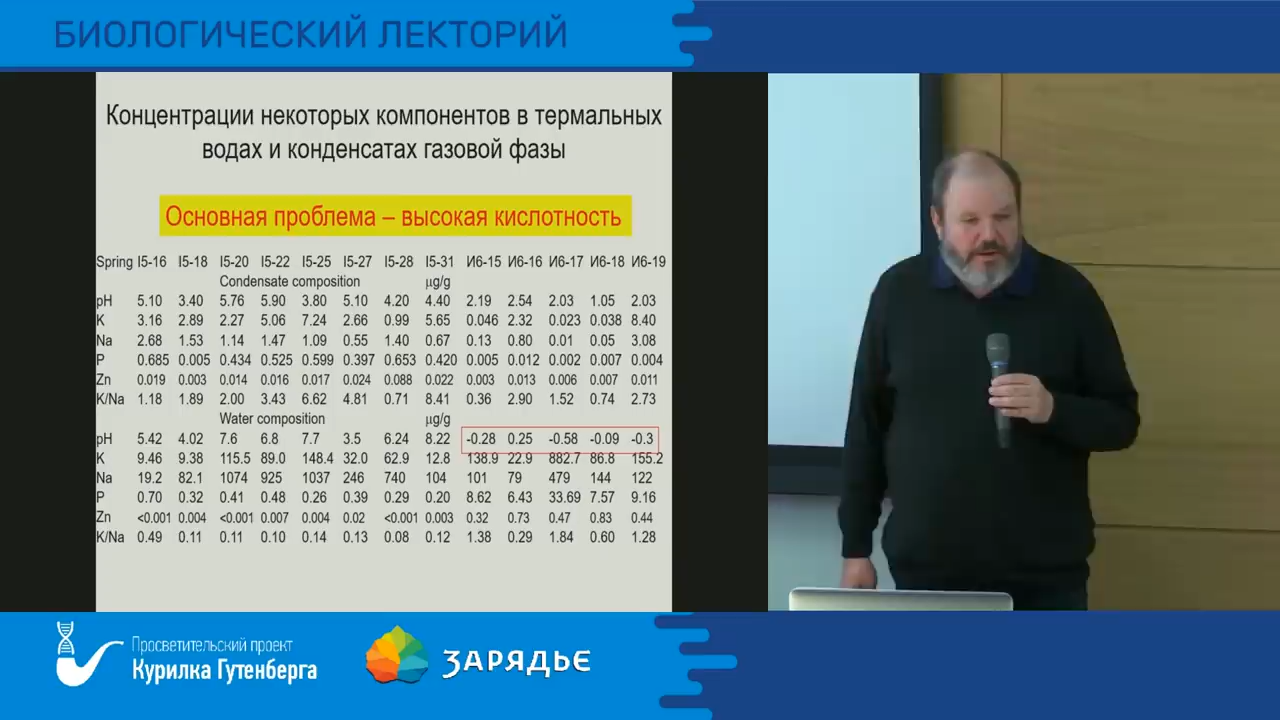 БИОЛОГИЧЕСКИЙ ЛЕКТОРИЙ
Концентрации некоторых компонентов в термальных
водах и конденсатах газовой фазы
Основная проблема – высокая кислотность
Spring I5-16 I5-18 I5-20 I5-22 I5-25 I5-27 I5-28 I5-31 И6-15 И6-16 И6-17 И6-18 И6-19
Condensate composition µg/g
pH 5.10 3.40 5.76 5.90 3.80 5.10 4.20 4.40 2.19 2.54 2.03 1.05 2.03
K 3.16 2.89 2.27 5.06 7.24 2.66 0.99 5.65 0.046 2.32 0.023 0.038 8.40
Na 2.68 1.53 1.14 1.47 1.09 0.55 1.40 0.67 0.13 0.80 0.01 0.05 3.08
P 0.685 0.005 0.434 0.525 0.599 0.397 0.653 0.420 0.005 0.012 0.002 0.007 0.004
Zn 0.019 0.003 0.014 0.016 0.017 0.024 0.088 0.022 0.003 0.013 0.006 0.007 0.011
K/Na 1.18 1.89 2.00 3.43 6.62 4.81 0.71 8.41 0.36 2.90 1.52 0.74 2.73
Water composition µg/g
pH 5.42 4.02 7.6 6.8 7.7 3.5 6.24 8.22 -0.28 0.25 -0.58 -0.09 -0.3
K 9.46 9.38 115.5 89.0 148.4 32.0 62.9 12.8 138.9 22.9 882.7 86.8 155.2
Na 19.2 82.1 1074 925 1037 246 740 104 101 79 479 144 122
P 0.70 0.32 0.41 0.48 0.26 0.39 0.29 0.20 8.62 6.43 33.69 7.57 9.16
Zn <0.001 0.004 <0.001 0.007 0.004 0.02 <0.001 0.003 0.32 0.73 0.47 0.83 0.44
K/Na 0.49 0.11 0.11 0.10 0.14 0.13 0.08 0.12 1.38 0.29 1.84 0.60 1.28
Просветительский проект
Курилка Гутенберга
ЗАРЯДЬЕ